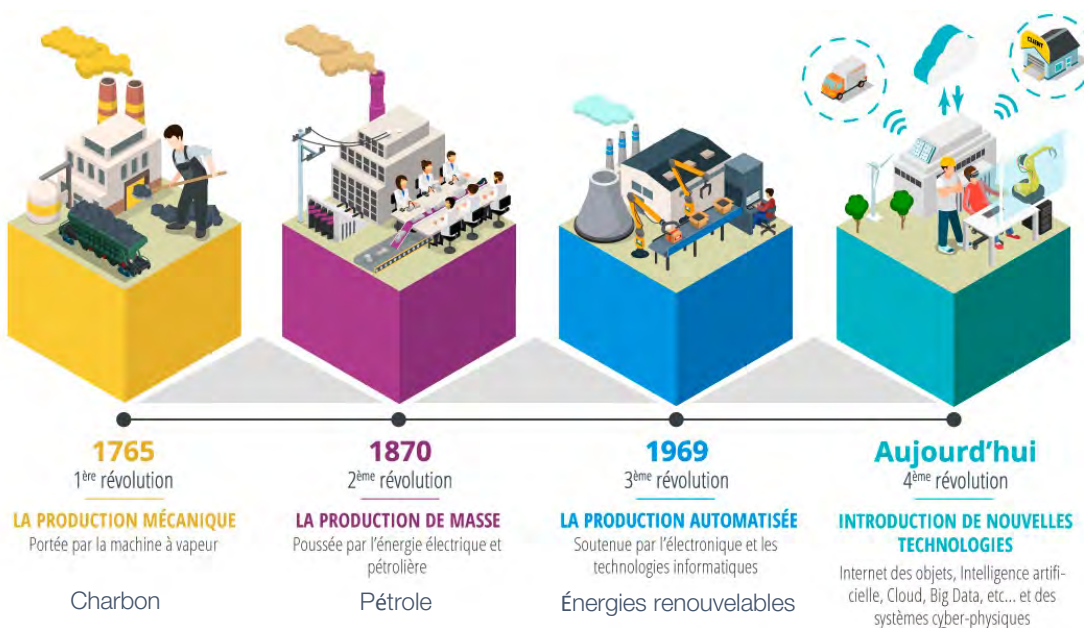 CLIENT
1765
1ère révolution
LA PRODUCTION MÉCANIQUE
Portée par la machine à vapeur
Charbon
1870
2ème révolution
LA PRODUCTION DE MASSE
Poussée par l'énergie électrique et
pétrolière
Pétrole
1969
3ème révolution
LA PRODUCTION AUTOMATISÉE
Soutenue par l'électronique et les
technologies informatiques
Énergies renouvelables
Aujourd'hui
4ème révolution
INTRODUCTION DE NOUVELLES
TECHNOLOGIES
Internet des objets, Intelligence artifi-
cielle, Cloud, Big Data, etc... et des
systèmes cyber-physiques